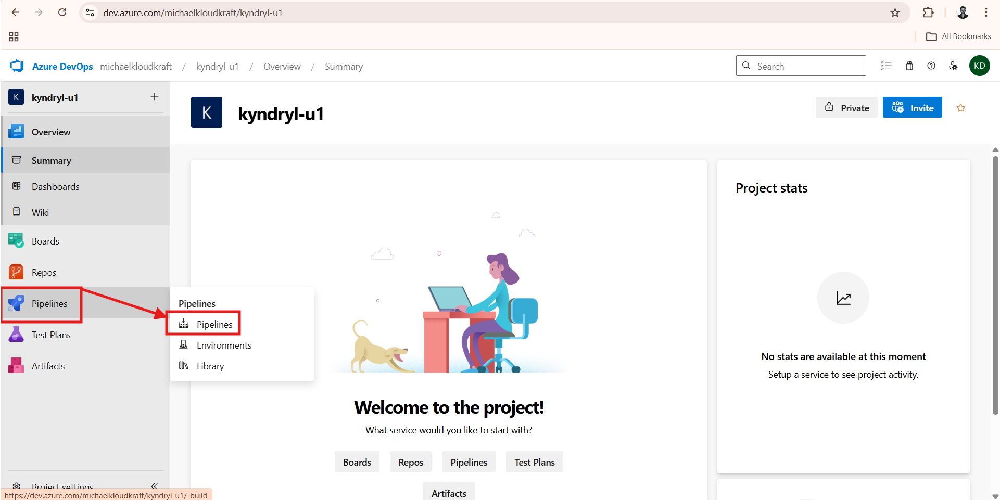 dev.azure.com/michaelkloudkraft/kyndryl-u1
All Bookmarks
Azure DevOps michaelkloudkraft / kyndryl-u1 / Overview / Summary
Search
KD
K kyndryl-u1 +
Overview
Summary
Dashboards
Wiki
Boards
Repos
Pipelines
Test Plans
Artifacts
Project settings
https://dev.azure.com/michaelkloudkraft/kyndryl-u1/_build
Pipelines
Pipelines
Environments
Library
K kyndryl-u1
Private
Invite
Welcome to the project!
What service would you like to start with?
Boards Repos Pipelines Test Plans
Artifacts
Project stats
No stats are available at this moment
Setup a service to see project activity.